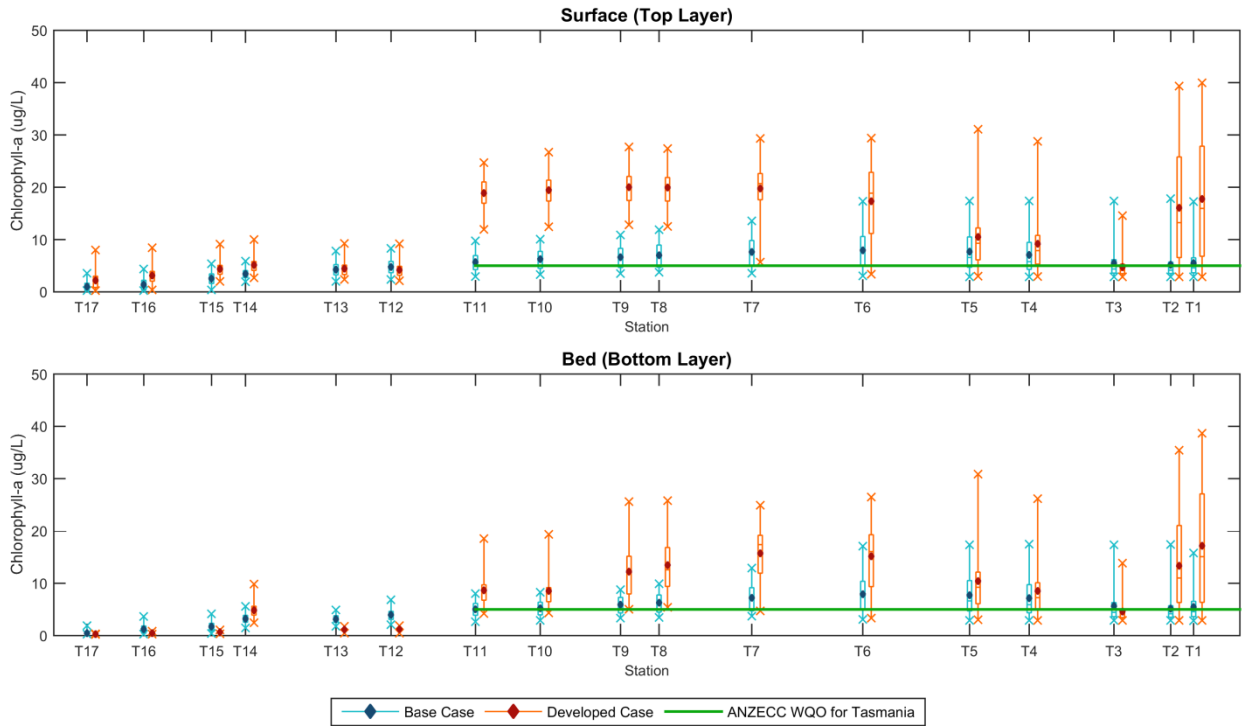 Surface (Top Layer)
50
40
30
20
10
0
Chlorophyll-a (ug/L)
T17 T16 T15 T14 T13 T12 T11 T10 T9 T8 T7 T6 T5 T4 T3 T2 T1
Station
Bed (Bottom Layer)
50
40
30
20
10
0
Chlorophyll-a (ug/L)
T17 T16 T15 T14 T13 T12 T11 T10 T9 T8 T7 T6 T5 T4 T3 T2 T1
Station
Base Case Developed Case ANZECC WQO for Tasmania